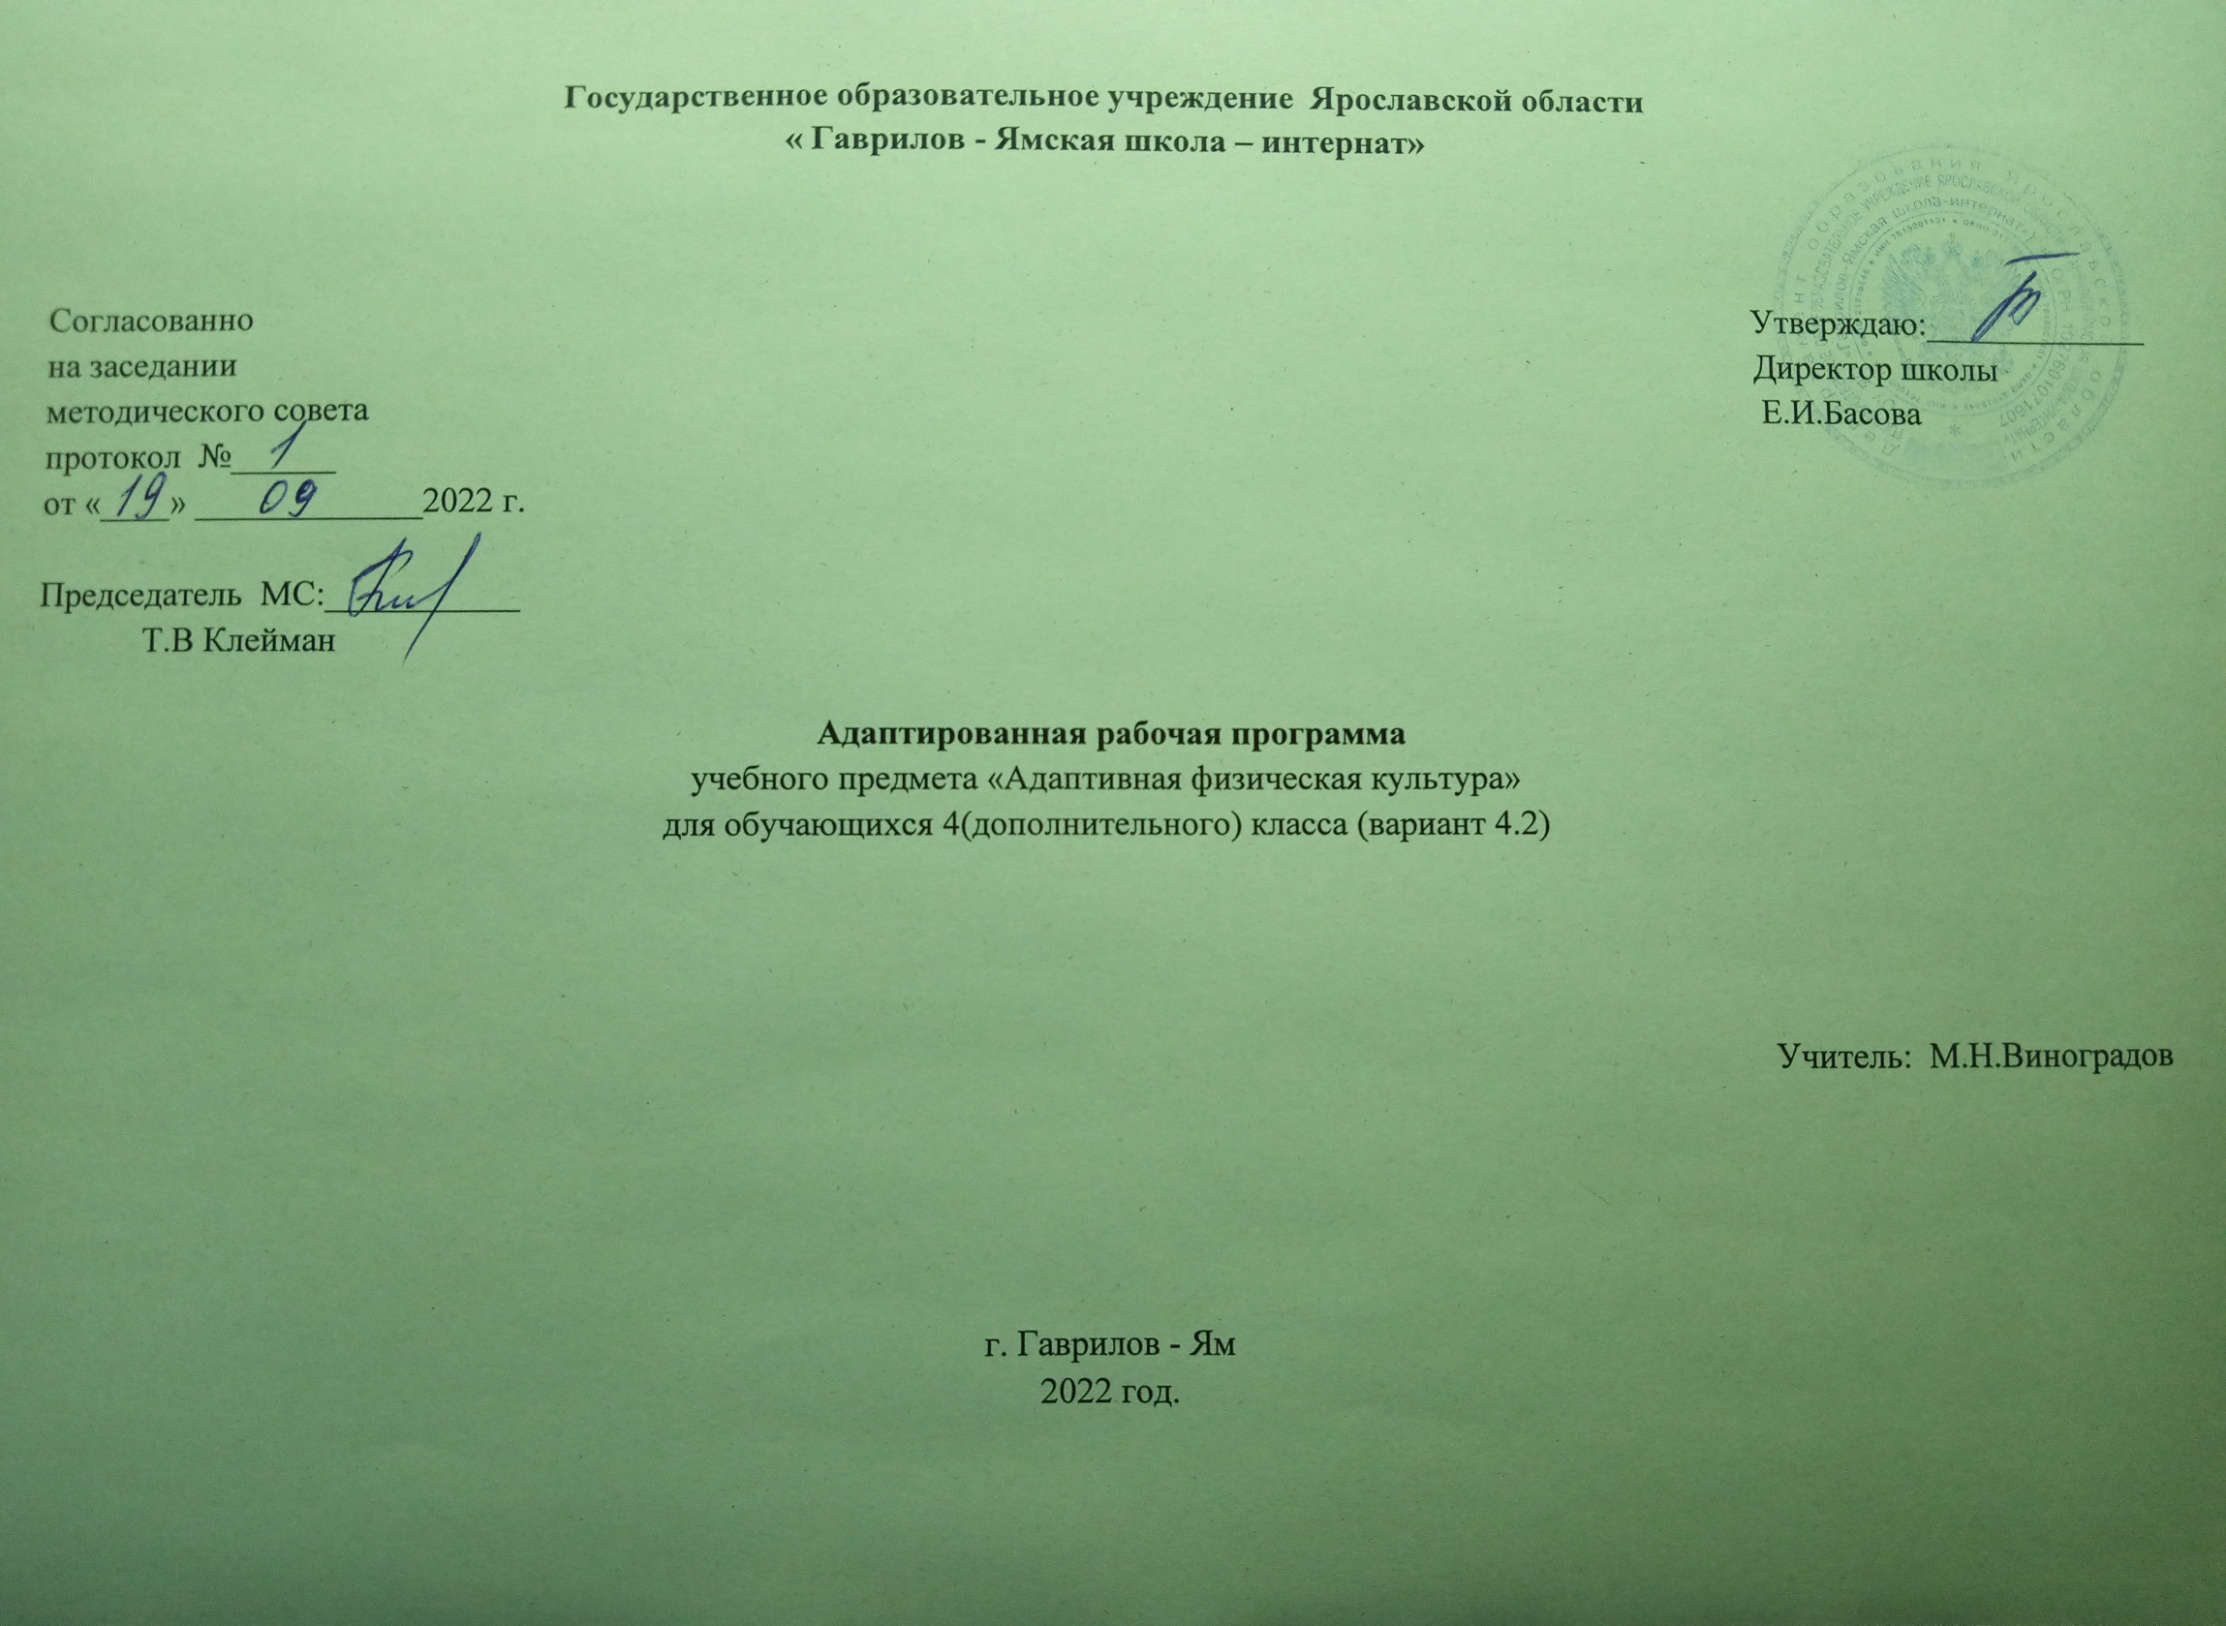 Государственное образовательное учреждение Ярославской области
« Гаврилов - Ямская школа – интернат»
Согласованно
на заседании
методического совета
протокол № 1
от « 19 » 09 2022 г.
Председатель МС:
Т.В Клейман
Утверждаю:
Директор школы
Е.И.Басова
Адаптированная рабочая программа
учебного предмета «Адаптивная физическая культура»
для обучающихся 4(дополнительного) класса (вариант 4.2)
Учитель: М.Н.Виноградов
г. Гаврилов - Ям
2022 год.